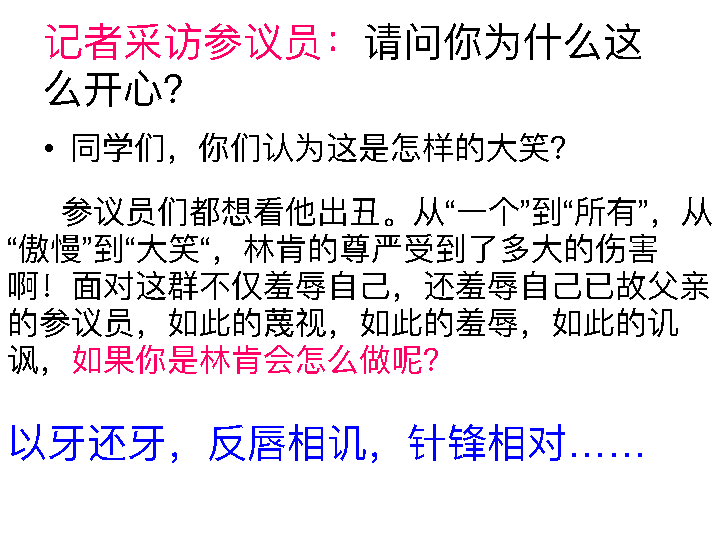 记者采访参议员：请问你为什么这
么开心？
• 同学们，你们认为这是怎样的大笑？
参议员们都想看他出丑。从“一个”到“所有”，从
“傲慢”到“大笑“，林肯的尊严受到了多大的伤害
啊！面对这群不仅羞辱自己，还羞辱自己已故父亲
的参议员，如此的蔑视，如此的羞辱，如此的讥
讽，如果你是林肯会怎么做呢？
以牙还牙，反唇相讥，针锋相对……